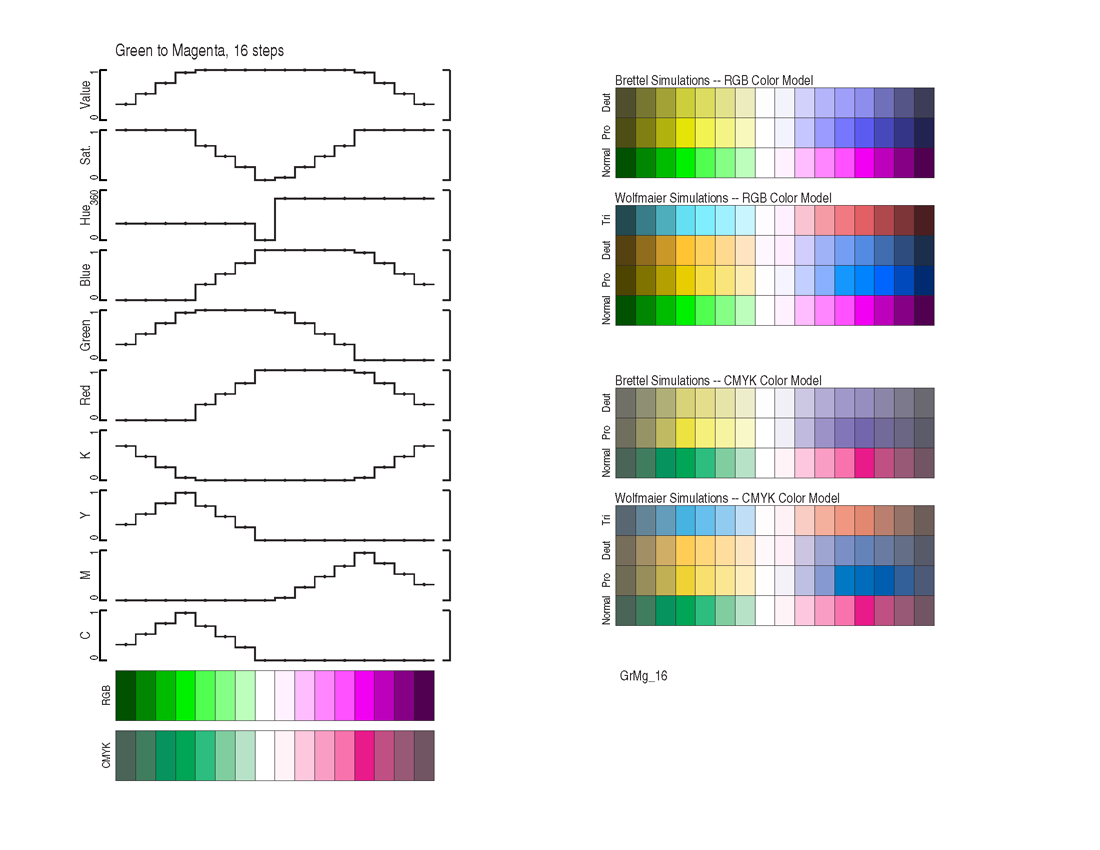 Green to Magenta, 16 steps
Value
0
1
Sat.
0
1
Hue
0
360
Blue
0
1
Green
0
1
Red
0
1
K
0
1
Y
0
1
M
0
1
C
0
1
RGB
CMYK
Brettel Simulations -- RGB Color Model
Deut
Pro
Normal
Wolfmaier Simulations -- RGB Color Model
Tri
Deut
Pro
Normal
Brettel Simulations -- CMYK Color Model
Deut
Pro
Normal
Wolfmaier Simulations -- CMYK Color Model
Tri
Deut
Pro
Normal
GrMg_16